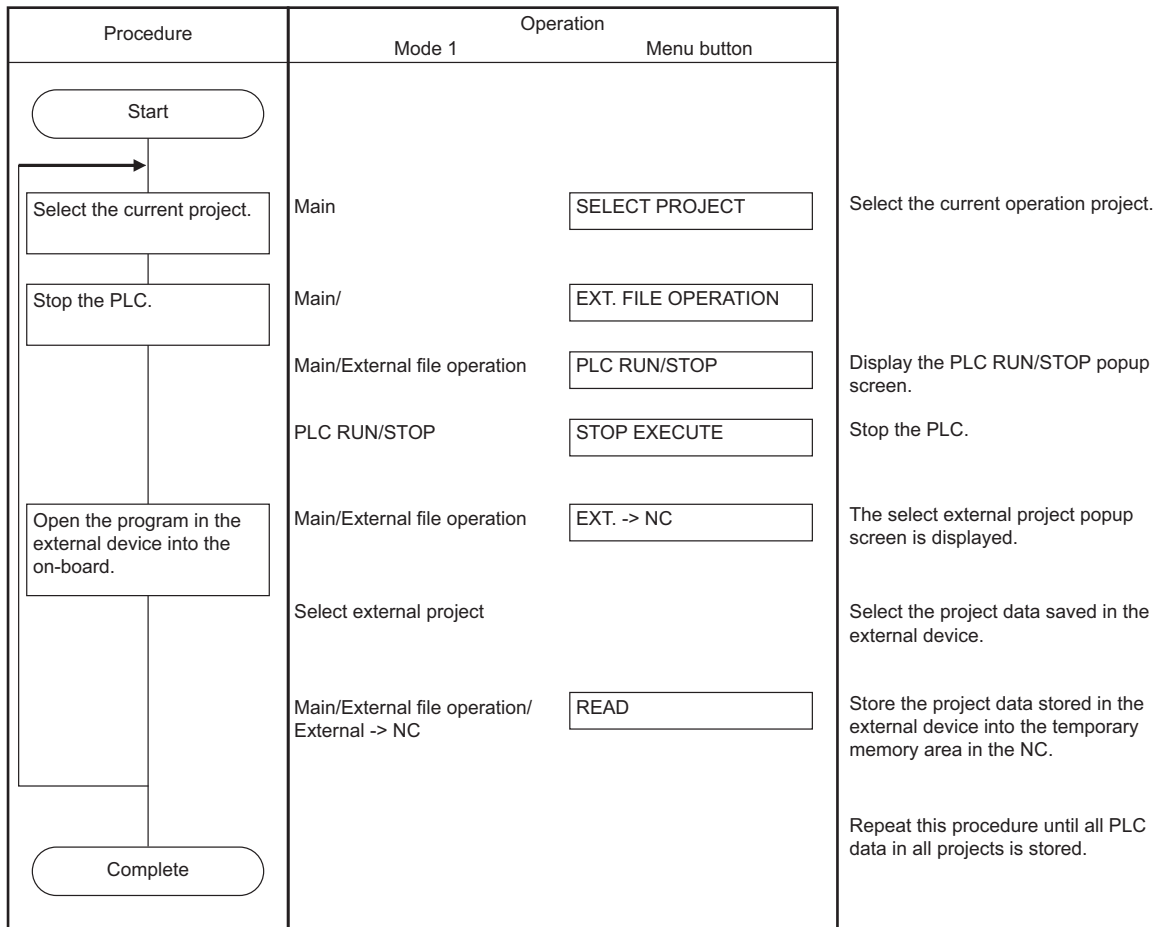 Procedure
Operation
Mode 1 Menu button
Start
Select the current project. Main SELECT PROJECT Select the current operation project.
Stop the PLC. Main/ EXT. FILE OPERATION
Main/External file operation PLC RUN/STOP Display the PLC RUN/STOP popup
screen.
PLC RUN/STOP STOP EXECUTE Stop the PLC.
Open the program in the
external device into the
on-board.
Main/External file operation EXT. -> NC The select external project popup
screen is displayed.
Select external project Select the project data saved in the
external device.
Main/External file operation/
External -> NC
READ
Store the project data stored in the
external device into the temporary
memory area in the NC.
Repeat this procedure until all PLC
data in all projects is stored.
Complete